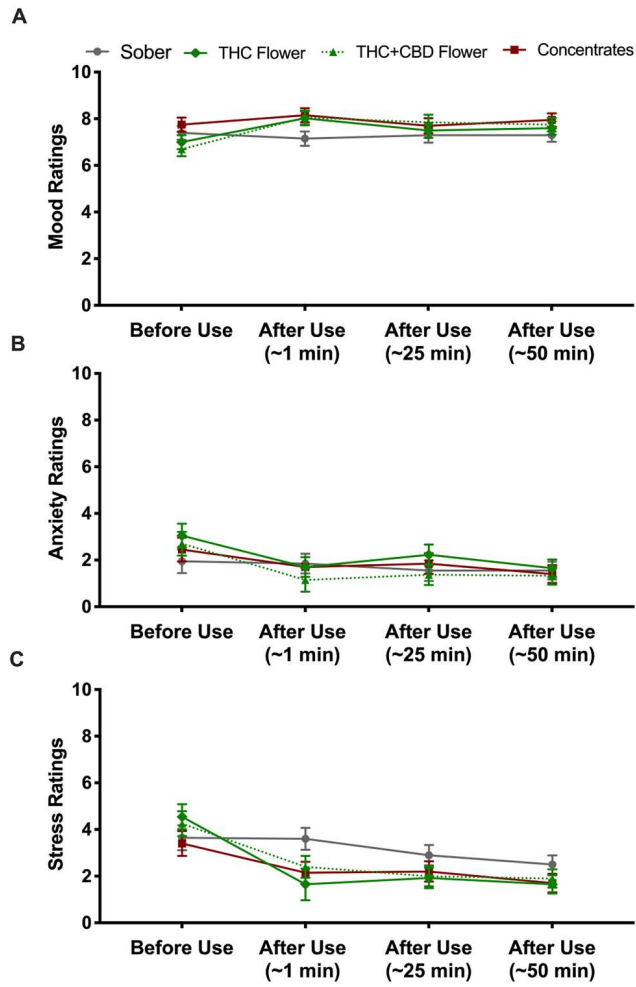 A
Sober THC Flower THC+CBD Flower Concentrates
10
8
6
4
2
0
Mood Ratings
Before Use After Use After Use After Use
(~1 min) (~25 min) (~50 min)
B
10
8
6
4
2
0
Anxiety Ratings
Before Use After Use After Use After Use
(~1 min) (~25 min) (~50 min)
C
10
8
6
4
2
0
Stress Ratings
Before Use After Use After Use After Use
(~1 min) (~25 min) (~50 min)